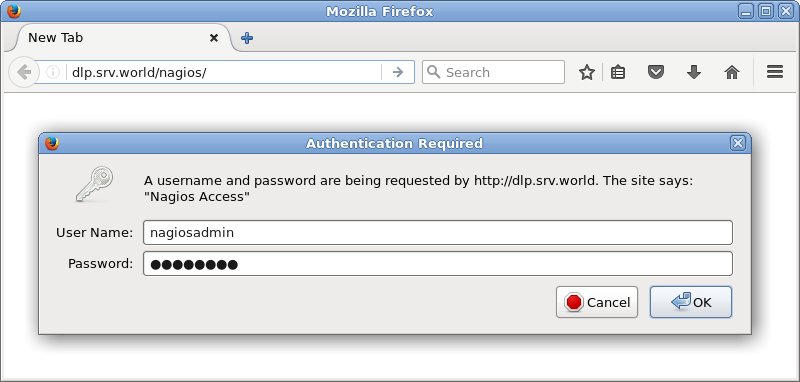 Mozilla Firefox
New Tab
dlp.srv.world/nagios/
Search
Authentication Required
A username and password are being requested by http://dlp.srv.world. The site says:
"Nagios Access"
User Name: nagiosadmin
Password: ●●●●●●●●
Cancel OK